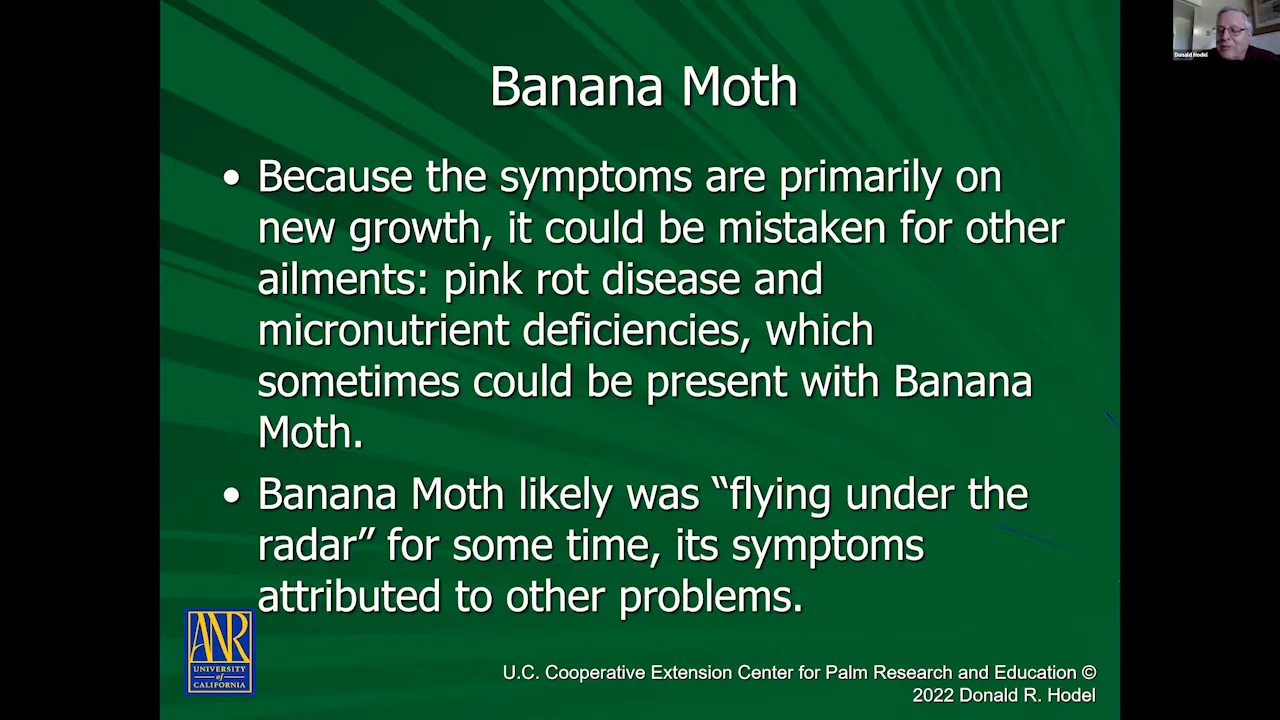 Banana Moth
• Because the symptoms are primarily on
new growth, it could be mistaken for other
ailments: pink rot disease and
micronutrient deficiencies, which
sometimes could be present with Banana
Moth.
• Banana Moth likely was “flying under the
radar” for some time, its symptoms
attributed to other problems.
ANR
UNIVERSITY
of
CALIFORNIA
U.C. Cooperative Extension Center for Palm Research and Education ©
2022 Donald R. Hodel
Donald Hodel